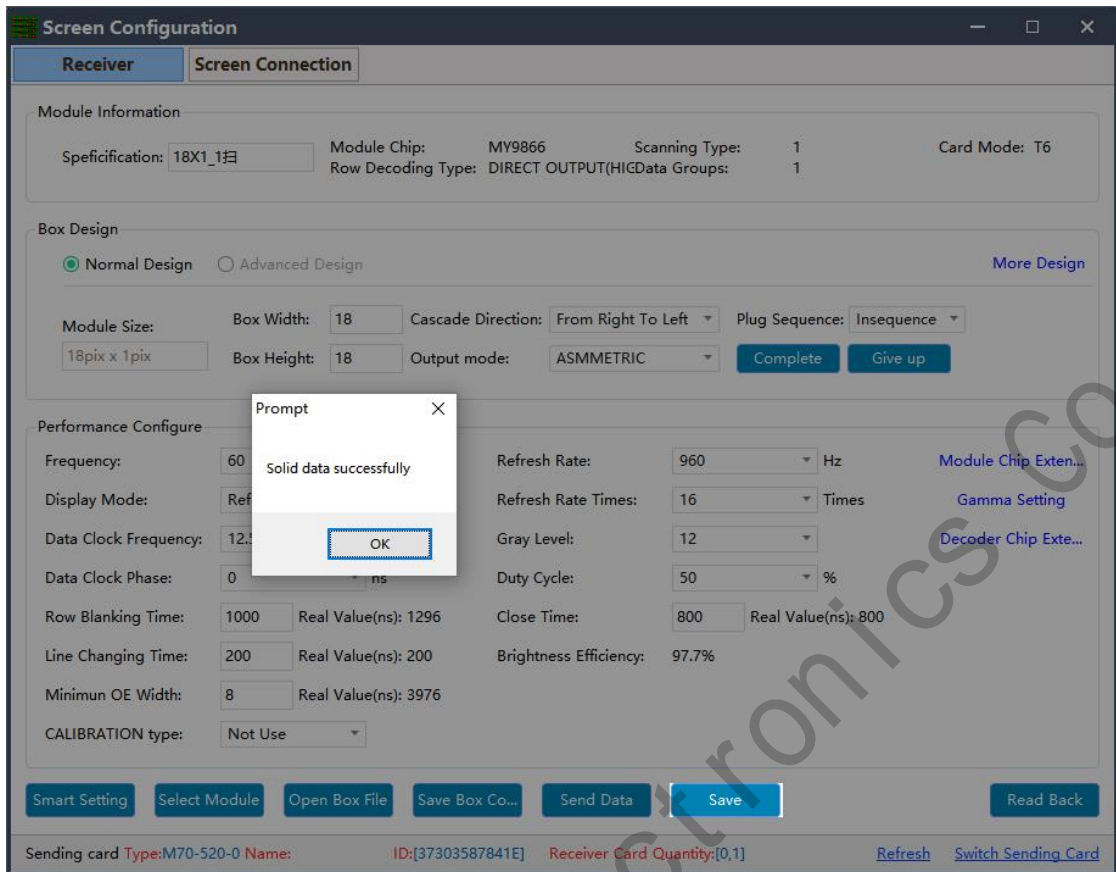 Screen Configuration
Receiver
Screen Connection
Module Information
Speficification: 18X1_1扫
Module Chip: MY9866 Scanning Type: 1 Card Mode: T6
Row Decoding Type: DIRECT OUTPUT(HIGData Groups: 1
Box Design
Normal Design Advanced Design More Design
Module Size: 18pix x 1pix
Box Width: 18 Cascade Direction: From Right To Left Plug Sequence: Insequence
Box Height: 18 Output mode: ASMMETRIC Complete Give up
Performance Configure
Prompt
Solid data successfully
OK
Frequency: 60 Refresh Rate: 960 Hz Module Chip Exten...
Display Mode: Ref Refresh Rate Times: 16 Times Gamma Setting
Data Clock Frequency: 12.5 Gray Level: 12 Decoder Chip Exte...
Data Clock Phase: 0 ns Duty Cycle: 50 %
Row Blanking Time: 1000 Real Value(ns): 1296 Close Time: 800 Real Value(ns): 800
Line Changing Time: 200 Real Value(ns): 200 Brightness Efficiency: 97.7%
Minimun OE Width: 8 Real Value(ns): 3976
CALIBRATION type: Not Use
Smart Setting Select Module Open Box File Save Box Co... Send Data Save Read Back
Sending card Type:M70-520-0 Name: ID:[37303587841E] Receiver Card Quantity:[0,1] Refresh Switch Sending Card
ctronics Co